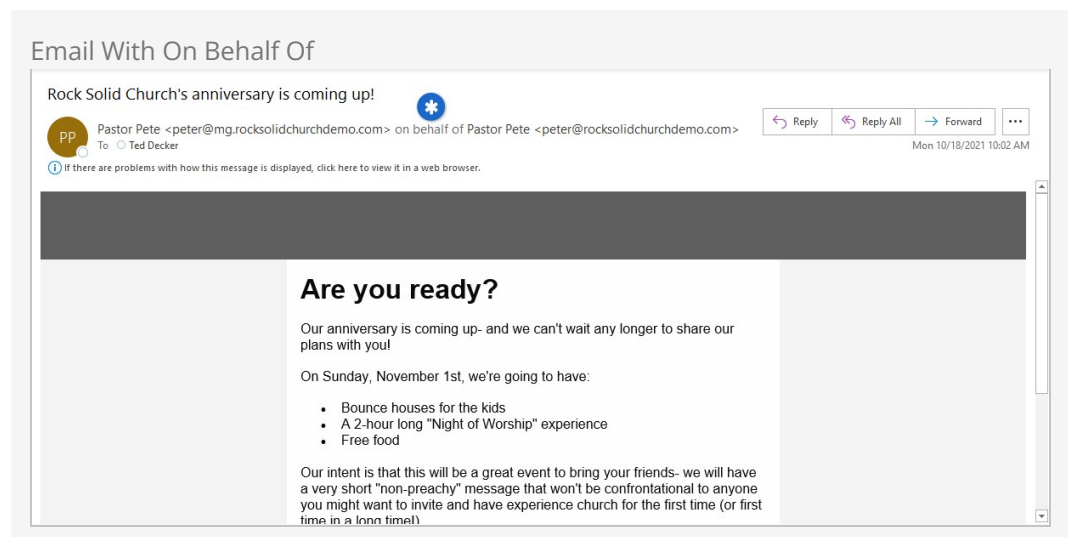 Email With On Behalf Of
Rock Solid Church's anniversary is coming up!
PP
Pastor Pete <peter@mg.rocksolidchurchdemo.com> on behalf of Pastor Pete <peter@rocksolidchurchdemo.com>
Reply
Reply All
Forward
To Ted Decker
Mon 10/18/2021 10:02 AM
If there are problems with how this message is displayed, click here to view it in a web browser.
Are you ready?
Our anniversary is coming up- and we can't wait any longer to share our
plans with you!
On Sunday, November 1st, we're going to have:
• Bounce houses for the kids
• A 2-hour long "Night of Worship" experience
• Free food
Our intent is that this will be a great event to bring your friends- we will have
a very short "non-preachy" message that won't be confrontational to anyone
you might want to invite and have experience church for the first time (or first
time in a long time!)